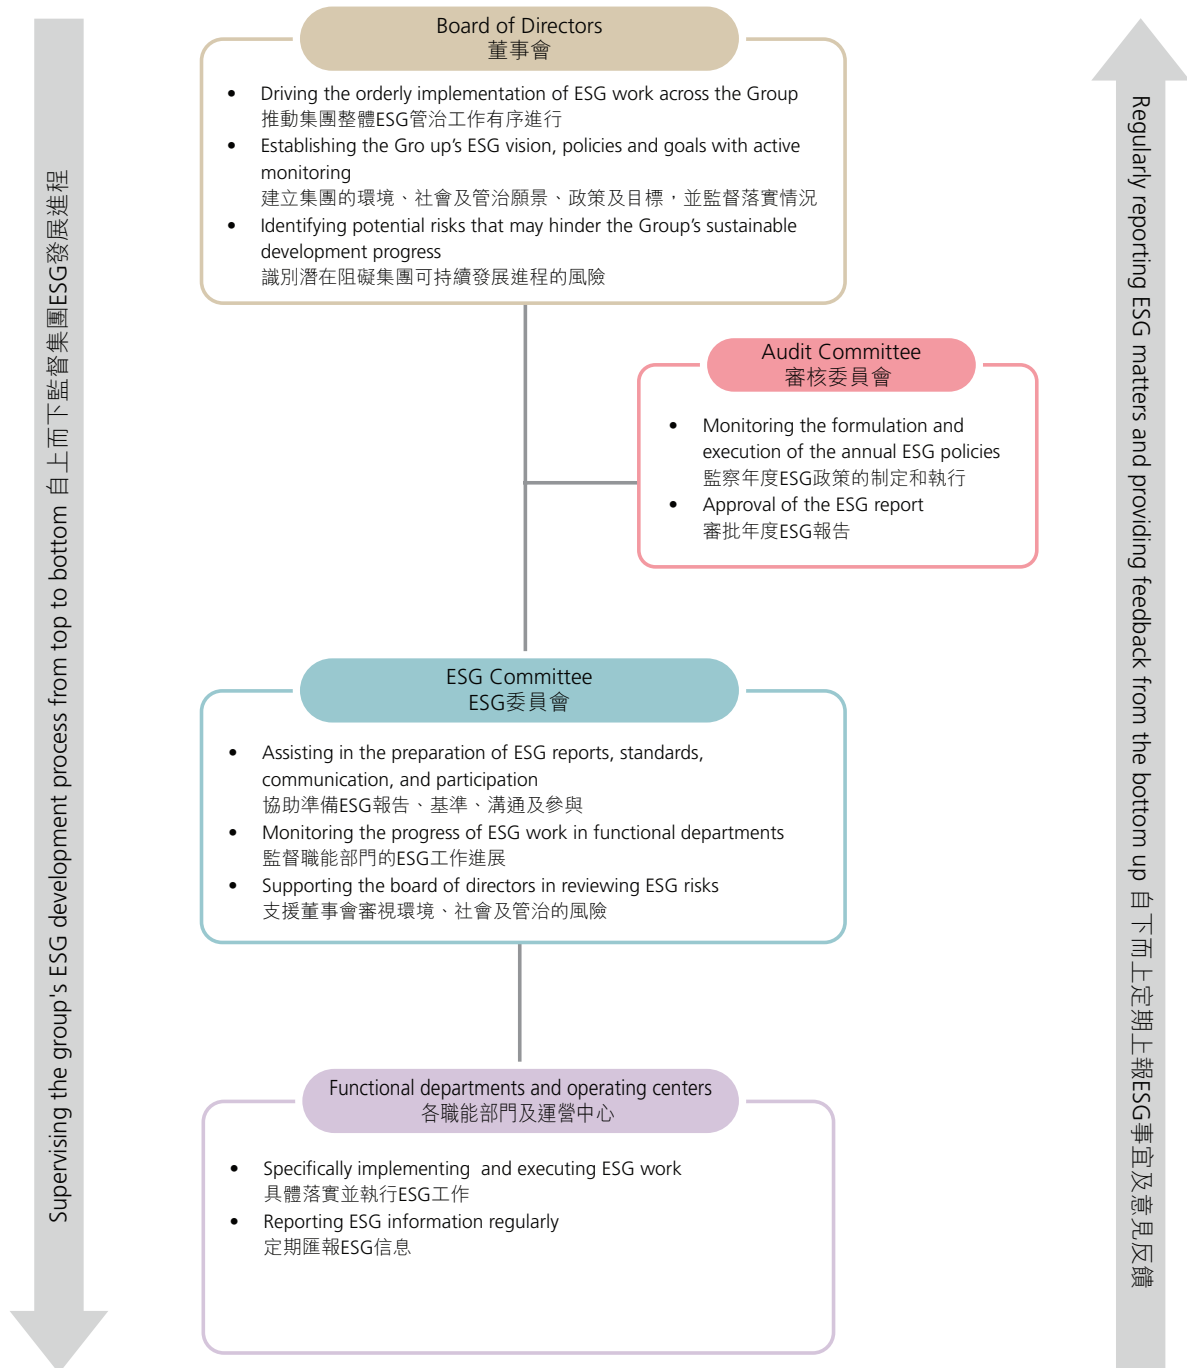 Board of Directors
董事會
• Driving the orderly implementation of ESG work across the Group
推動集團整體ESG管治工作有序進行
• Establishing the Gro up’s ESG vision, policies and goals with active
monitoring
建立集團的環境、社會及管治願景、政策及目標，並監督落實情況
• Identifying potential risks that may hinder the Group’s sustainable
development progress
識別潛在阻礙集團可持續發展進程的風險
Audit Committee
審核委員會
• Monitoring the formulation and
execution of the annual ESG policies
監察年度ESG政策的制定和執行
• Approval of the ESG report
審批年度ESG報告
ESG Committee
ESG委員會
• Assisting in the preparation of ESG reports, standards,
communication, and participation
協助準備ESG報告、基準、溝通及參與
• Monitoring the progress of ESG work in functional departments
監督職能部門的ESG工作進展
• Supporting the board of directors in reviewing ESG risks
支援董事會審視環境、社會及管治的風險
Functional departments and operating centers
各職能部門及運營中心
• Specifically implementing and executing ESG work
具體落實並執行ESG工作
• Reporting ESG information regularly
定期匯報ESG信息
Supervising the group's ESG development process from top to bottom 自上而下監督集團ESG發展進程
Regularly reporting ESG matters and providing feedback from the bottom up 自下而上定期上報ESG事宜及意見反饋